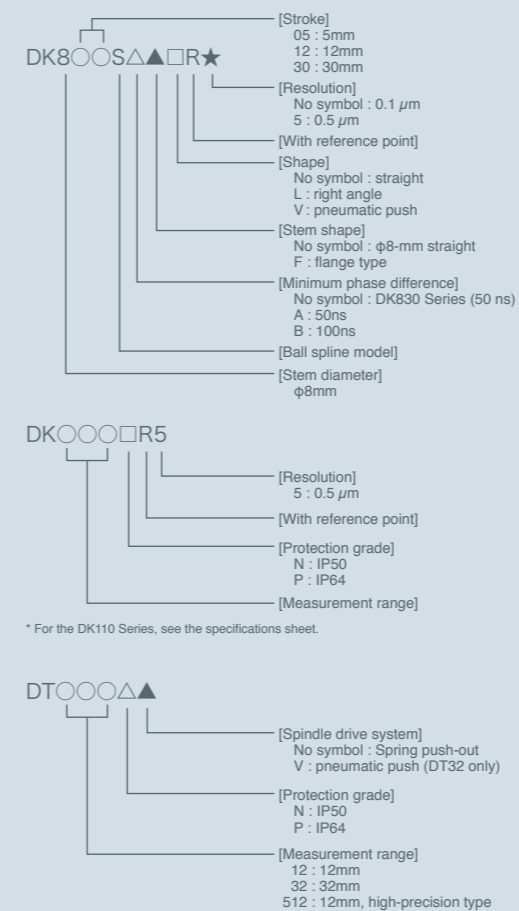 [Stroke]
05 : 5mm
12 : 12mm
30 : 30mm
DK8○○S△▲□R★
[Resolution]
No symbol : 0.1 µm
5 : 0.5 µm
[With reference point]
[Shape]
No symbol : straight
L : right angle
V : pneumatic push
[Stem shape]
No symbol : φ8-mm straight
F : flange type
[Minimum phase difference]
No symbol : DK830 Series (50 ns)
A : 50ns
B : 100ns
[Ball spline model]
[Stem diameter]
φ8mm
DK○○○□R5
[Resolution]
5 : 0.5 µm
[With reference point]
[Protection grade]
N : IP50
P : IP64
[Measurement range]
* For the DK110 Series, see the specifications sheet.
DT○○○△▲
[Spindle drive system]
No symbol : Spring push-out
V : pneumatic push (DT32 only)
[Protection grade]
N : IP50
P : IP64
[Measurement range]
12 : 12mm
32 : 32mm
512 : 12mm, high-precision type